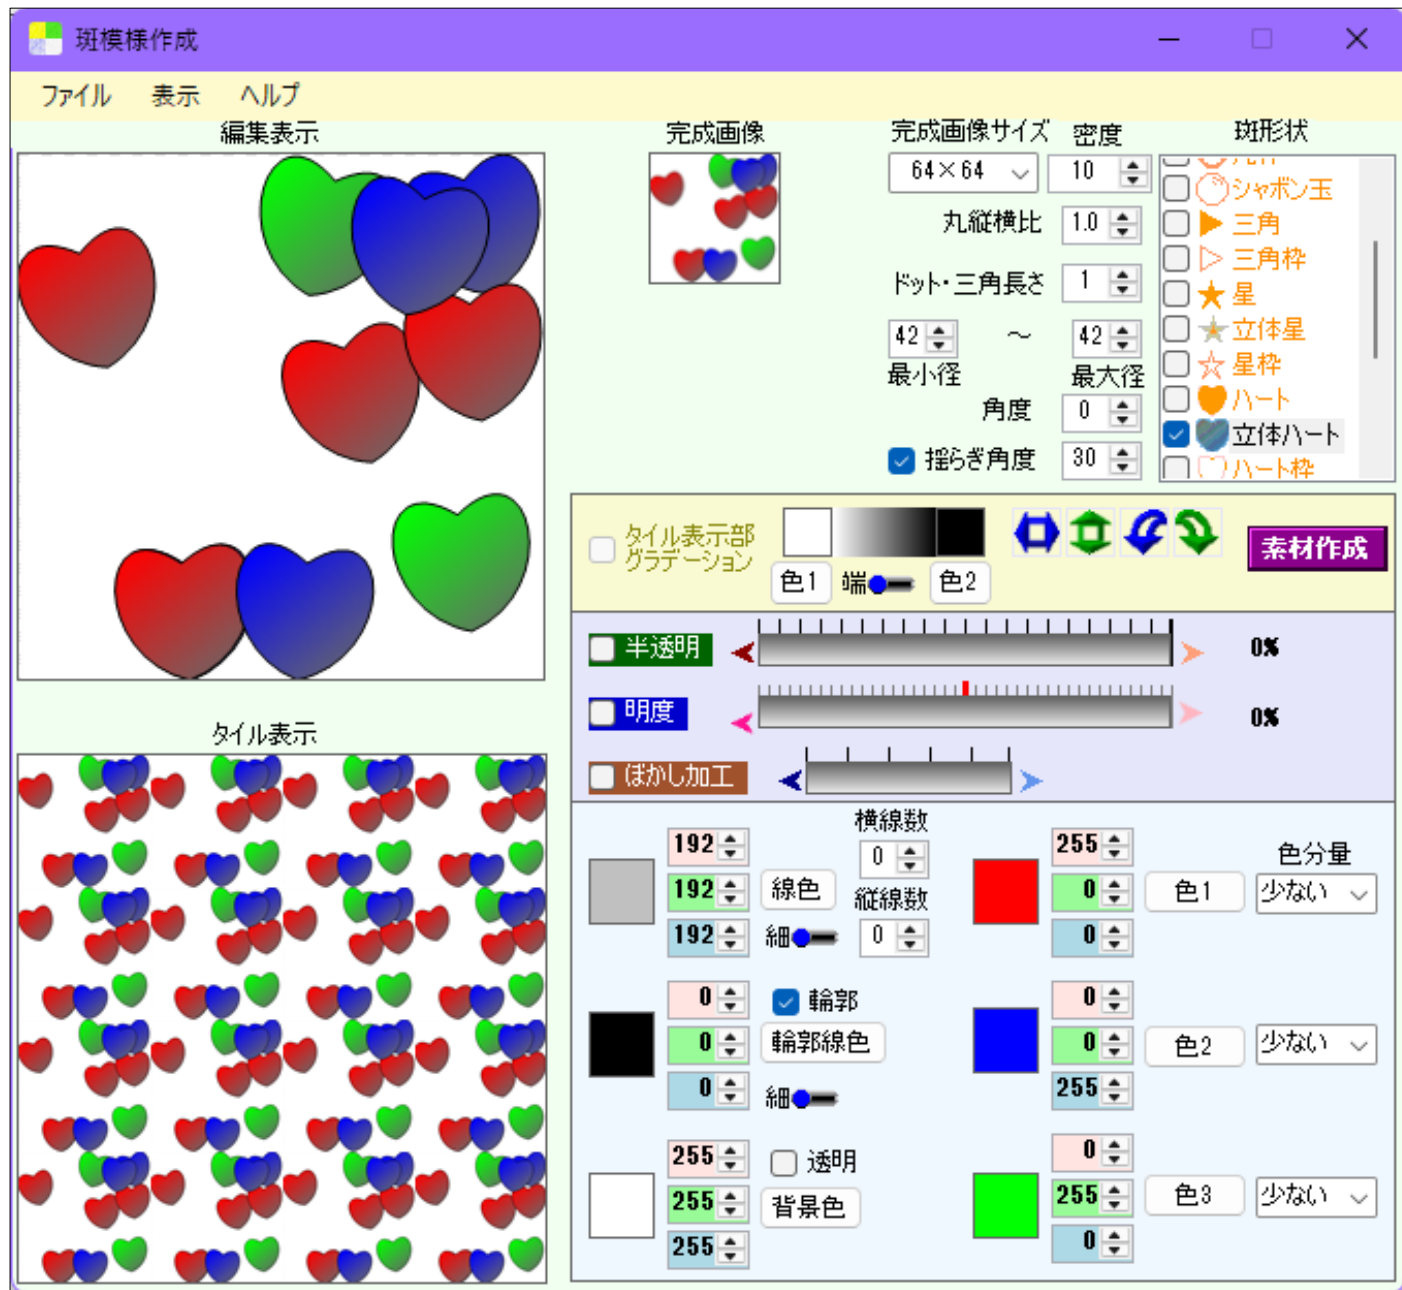 斑模様作成
ファイル 表示 ヘルプ
編集表示
完成画像
完成画像サイズ 密度
斑形状
64×64
10
シャボン玉
丸縦横比 1.0
三角
三角枠
ドット・三角長さ 1
星
42 ～ 42
立体星
最小径 最大径
星枠
角度 0
ハート
揺らぎ角度 30
立体ハート
ハート枠
タイル表示部
グラデーション
色1 端 色2
素材作成
半透明 0%
明度 0%
ぼかし加工
タイル表示
192
192
192
線色
細
横線数
0
縦線数
0
255
0
0
色1
色分量
少ない
0
0
0
輪郭
輪郭線色
細
0
0
255
色2
少ない
255
255
255
透明
背景色
0
255
0
色3
少ない